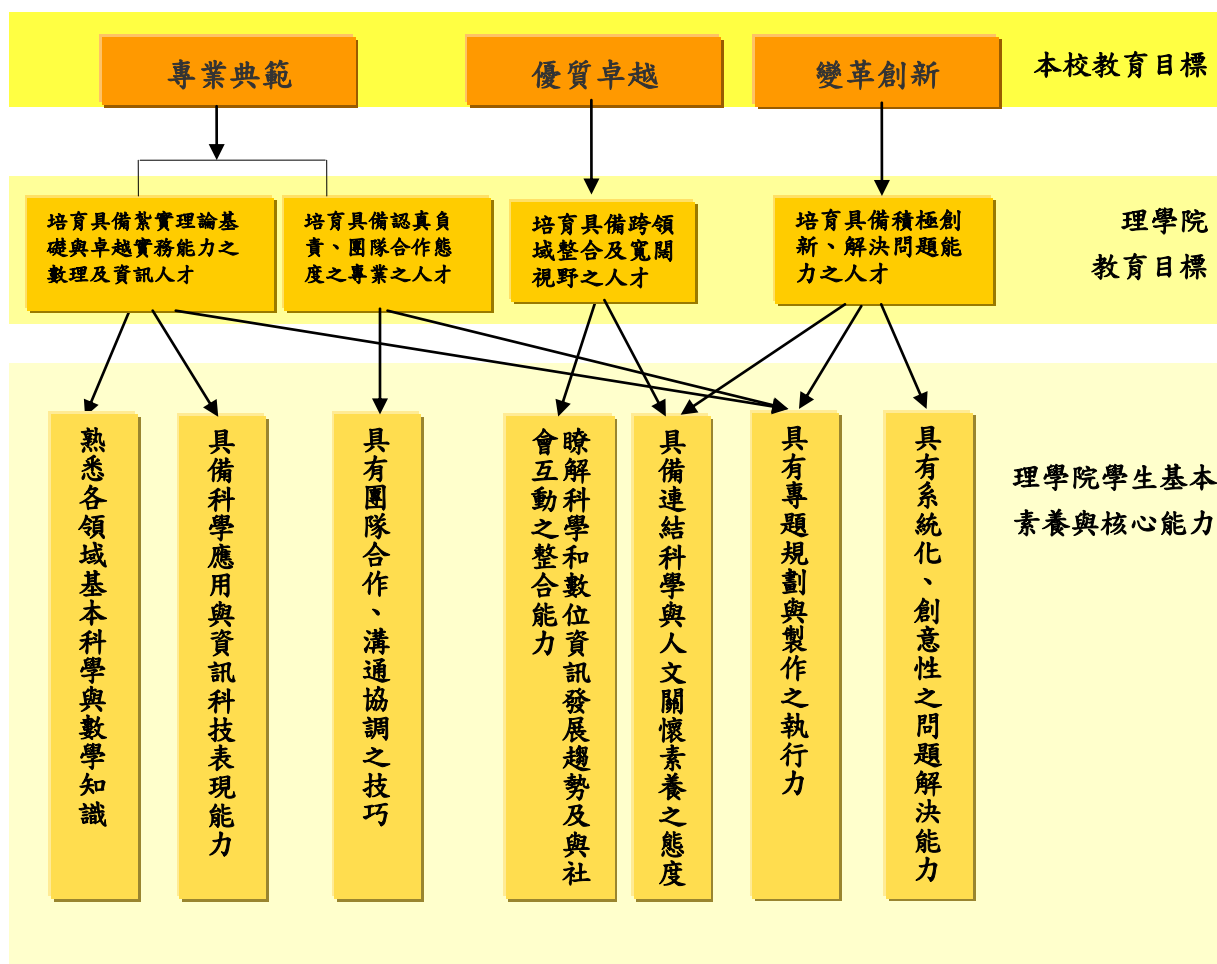 專業典範
優質卓越
變革創新
本校教育目標
培育具備紮實理論基
礎與卓越實務能力之
數理及資訊人才
培育具備認真負
責、團隊合作態
度之專業之人才
培育具備跨領
域整合及寬闊
視野之人才
培育具備積極創
新、解決問題能
力之人才
理學院
教育目標
熟悉各領域基本科學與數學知識
具備科學應用與資訊科技表現能力
具有團隊合作、溝通協調之技巧
瞭解科學和數位資訊發展趨勢及與社
會互動之整合能力
具備連結科學與人文關懷素養之態度
具有專題規劃與製作之執行力
具有系統化、創意性之問題解決能力
理學院學生基本
素養與核心能力